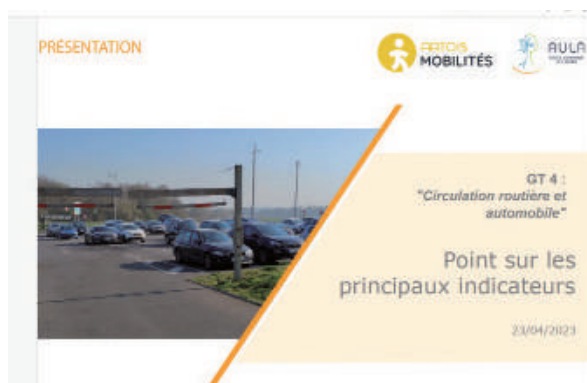 PRÉSENTATION
ARTOIS
MOBILITÉS
AULA
GT 4 :
"Circulation routière et
automobile"
Point sur les
principaux indicateurs
23/04/2023